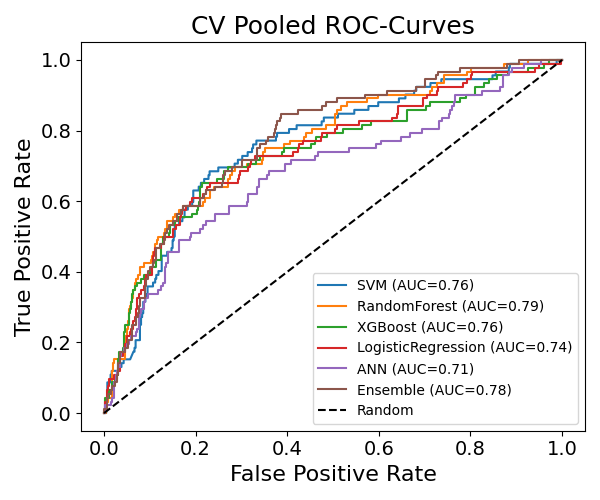 CV Pooled ROC-Curves
True Positive Rate
1.0
0.8
0.6
0.4
0.2
0.0
SVM (AUC=0.76)
RandomForest (AUC=0.79)
XGBoost (AUC=0.76)
LogisticRegression (AUC=0.74)
ANN (AUC=0.71)
Ensemble (AUC=0.78)
Random
0.0 0.2 0.4 0.6 0.8 1.0
False Positive Rate